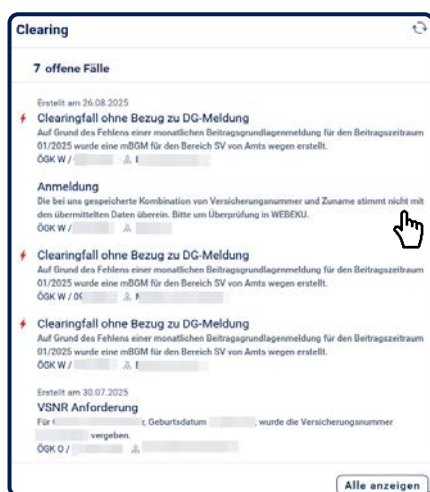 Clearing
7 offene Fälle
Erstellt am 26.08.2025
Clearingfall ohne Bezug zu DG-Meldung
Auf Grund des Fehlens einer monatlichen Beitragsgrundlagenmeldung für den Beitragszeitraum
01/2025 wurde eine mBGM für den Bereich SV von Amts wegen erstellt.
ÖGK W /
Anmeldung
Die bei uns gespeicherte Kombination von Versicherungsnummer und Zuname stimmt nicht mit
den übermittelten Daten überein. Bitte um Überprüfung in WEBEKU.
ÖGK W /
Clearingfall ohne Bezug zu DG-Meldung
Auf Grund des Fehlens einer monatlichen Beitragsgrundlagenmeldung für den Beitragszeitraum
01/2025 wurde eine mBGM für den Bereich SV von Amts wegen erstellt.
ÖGK W /
Clearingfall ohne Bezug zu DG-Meldung
Auf Grund des Fehlens einer monatlichen Beitragsgrundlagenmeldung für den Beitragszeitraum
01/2025 wurde eine mBGM für den Bereich SV von Amts wegen erstellt.
ÖGK W /
Erstellt am 30.07.2025
VSNR Anforderung
Für , Geburtsdatum , wurde die Versicherungsnummer
vergeben.
ÖGK O /
Alle anzeigen